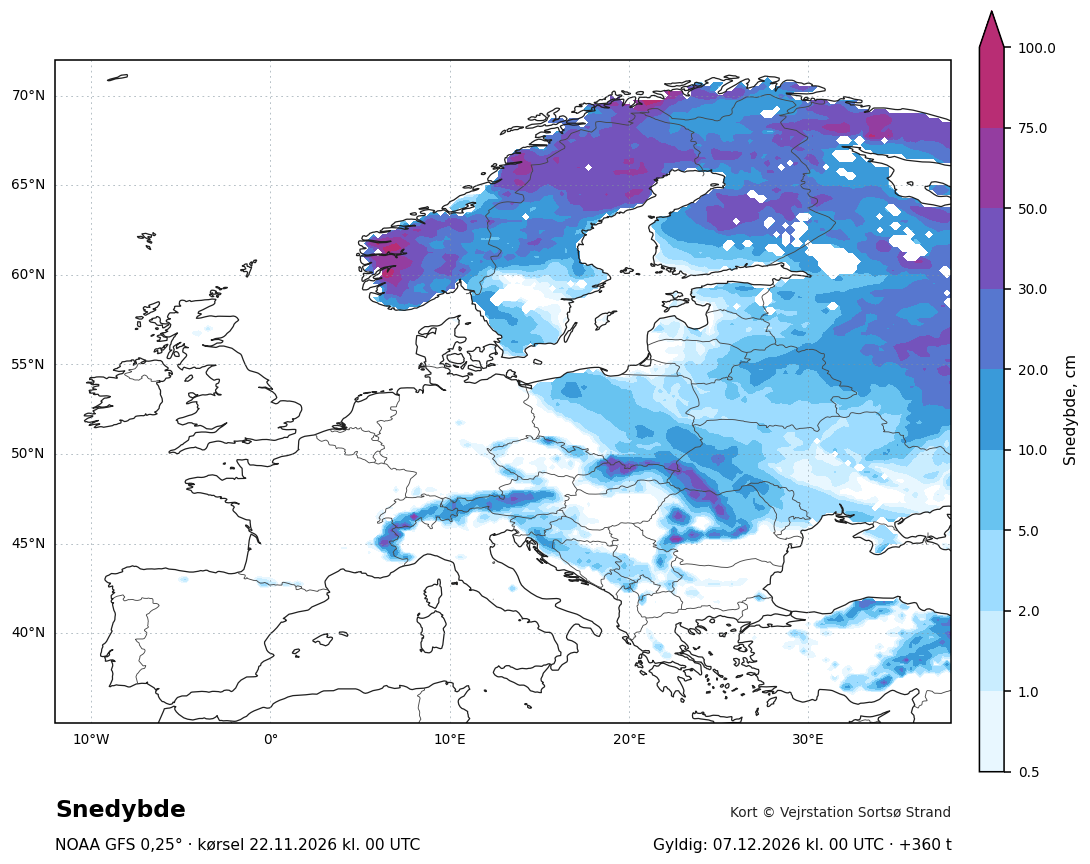 100.0
75.0
50.0
30.0
20.0
10.0
5.0
2.0
1.0
0.5
Snedybde, cm
70°N
65°N
60°N
55°N
50°N
45°N
40°N
10°W 0° 10°E 20°E 30°E
Snedybde
Kort © Vejrstation Sortsø Strand
NOAA GFS 0,25° · kørsel 22.11.2026 kl. 00 UTC
Gyldig: 07.12.2026 kl. 00 UTC · +360 t